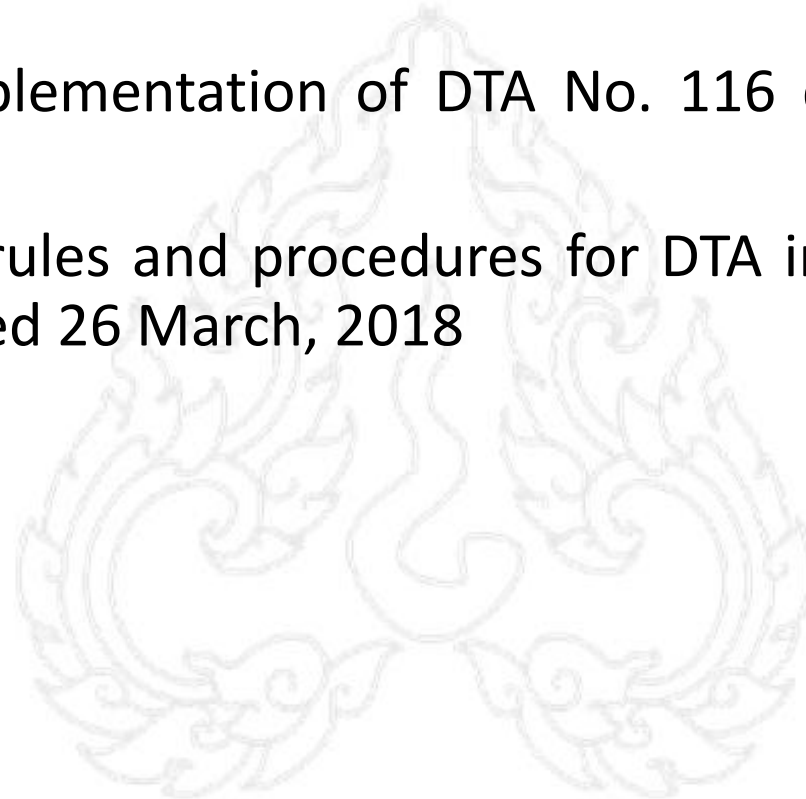 plementation of DTA No. 116
rules and procedures for DTA
ed 26 March, 2018